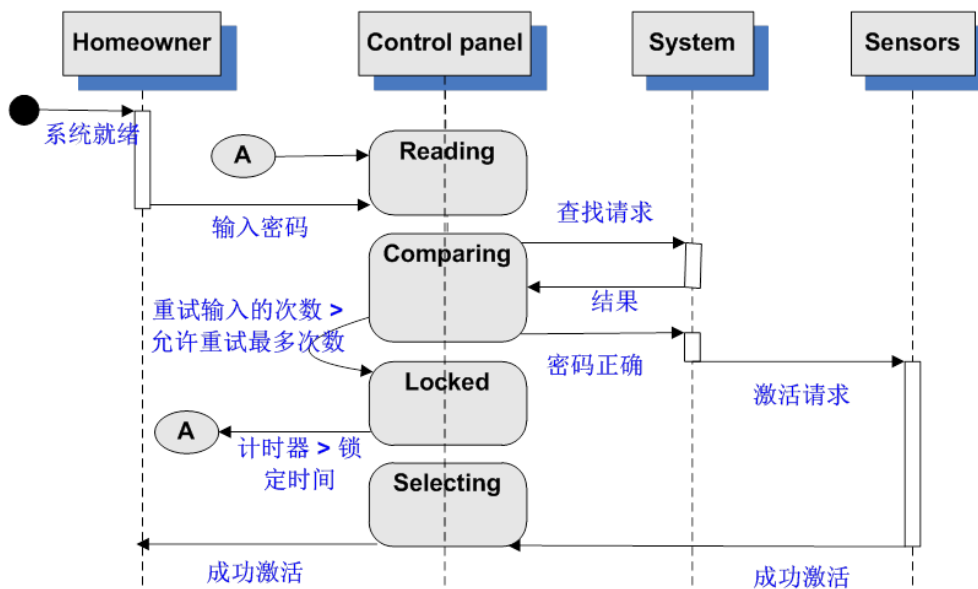 Homeowner
Control panel
System
Sensors
系统就绪
A
Reading
输入密码
查找请求
Comparing
结果
重试输入的次数 >
允许重试最多次数
密码正确
激活请求
Locked
A
计时器 > 锁
定时间
Selecting
成功激活
成功激活